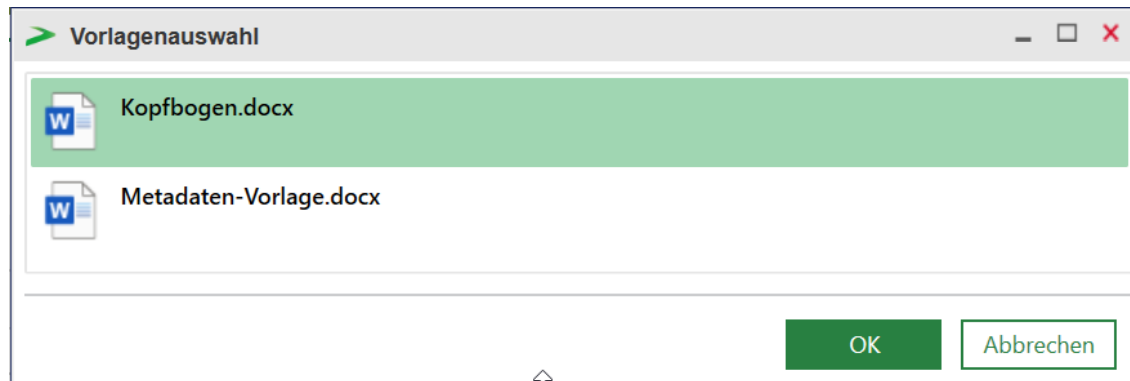 Vorlagenauswahl
Kopfbogen.docx
Metadaten-Vorlage.docx
OK
Abbrechen